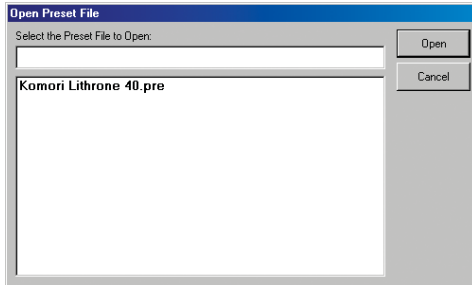 Open Preset File
Select the Preset File to Open:
Open
Komori Lithrone 40.pre
Cancel